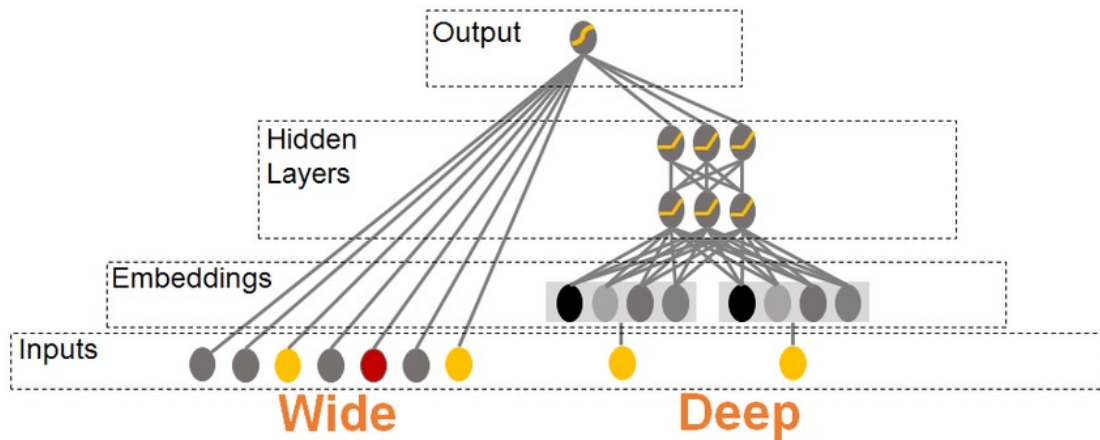 Output
Hidden
Layers
Embeddings
Inputs
Wide
Deep